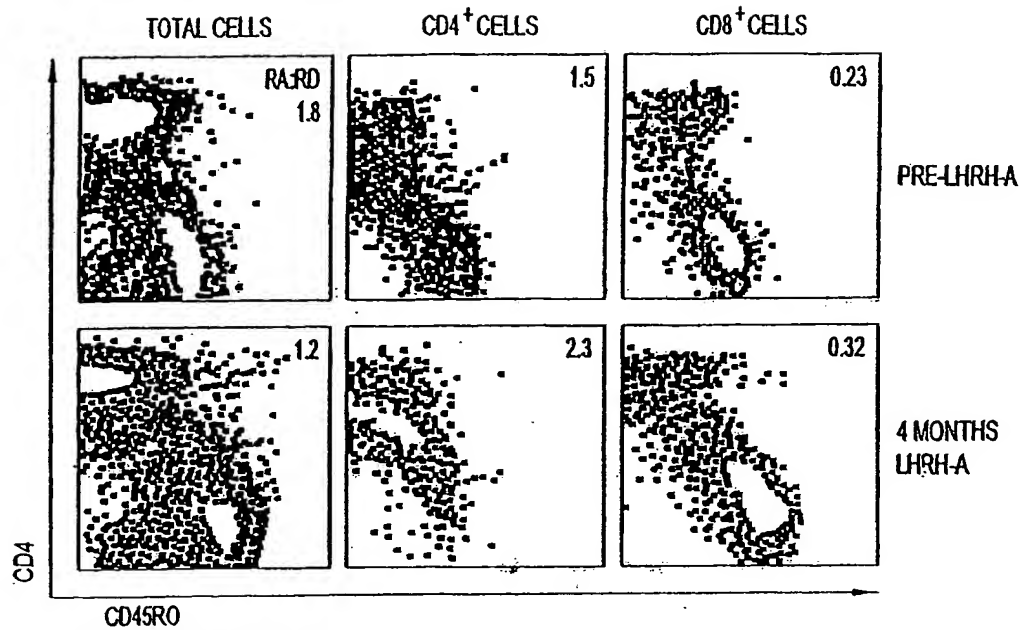 TOTAL CELLS
CD4+ CELLS
CD8+ CELLS
RA:RD
1.8
1.5
0.23
PRE-LHRH-A
1.2
2.3
0.32
4 MONTHS
LHRH-A
CD4
CD45RO